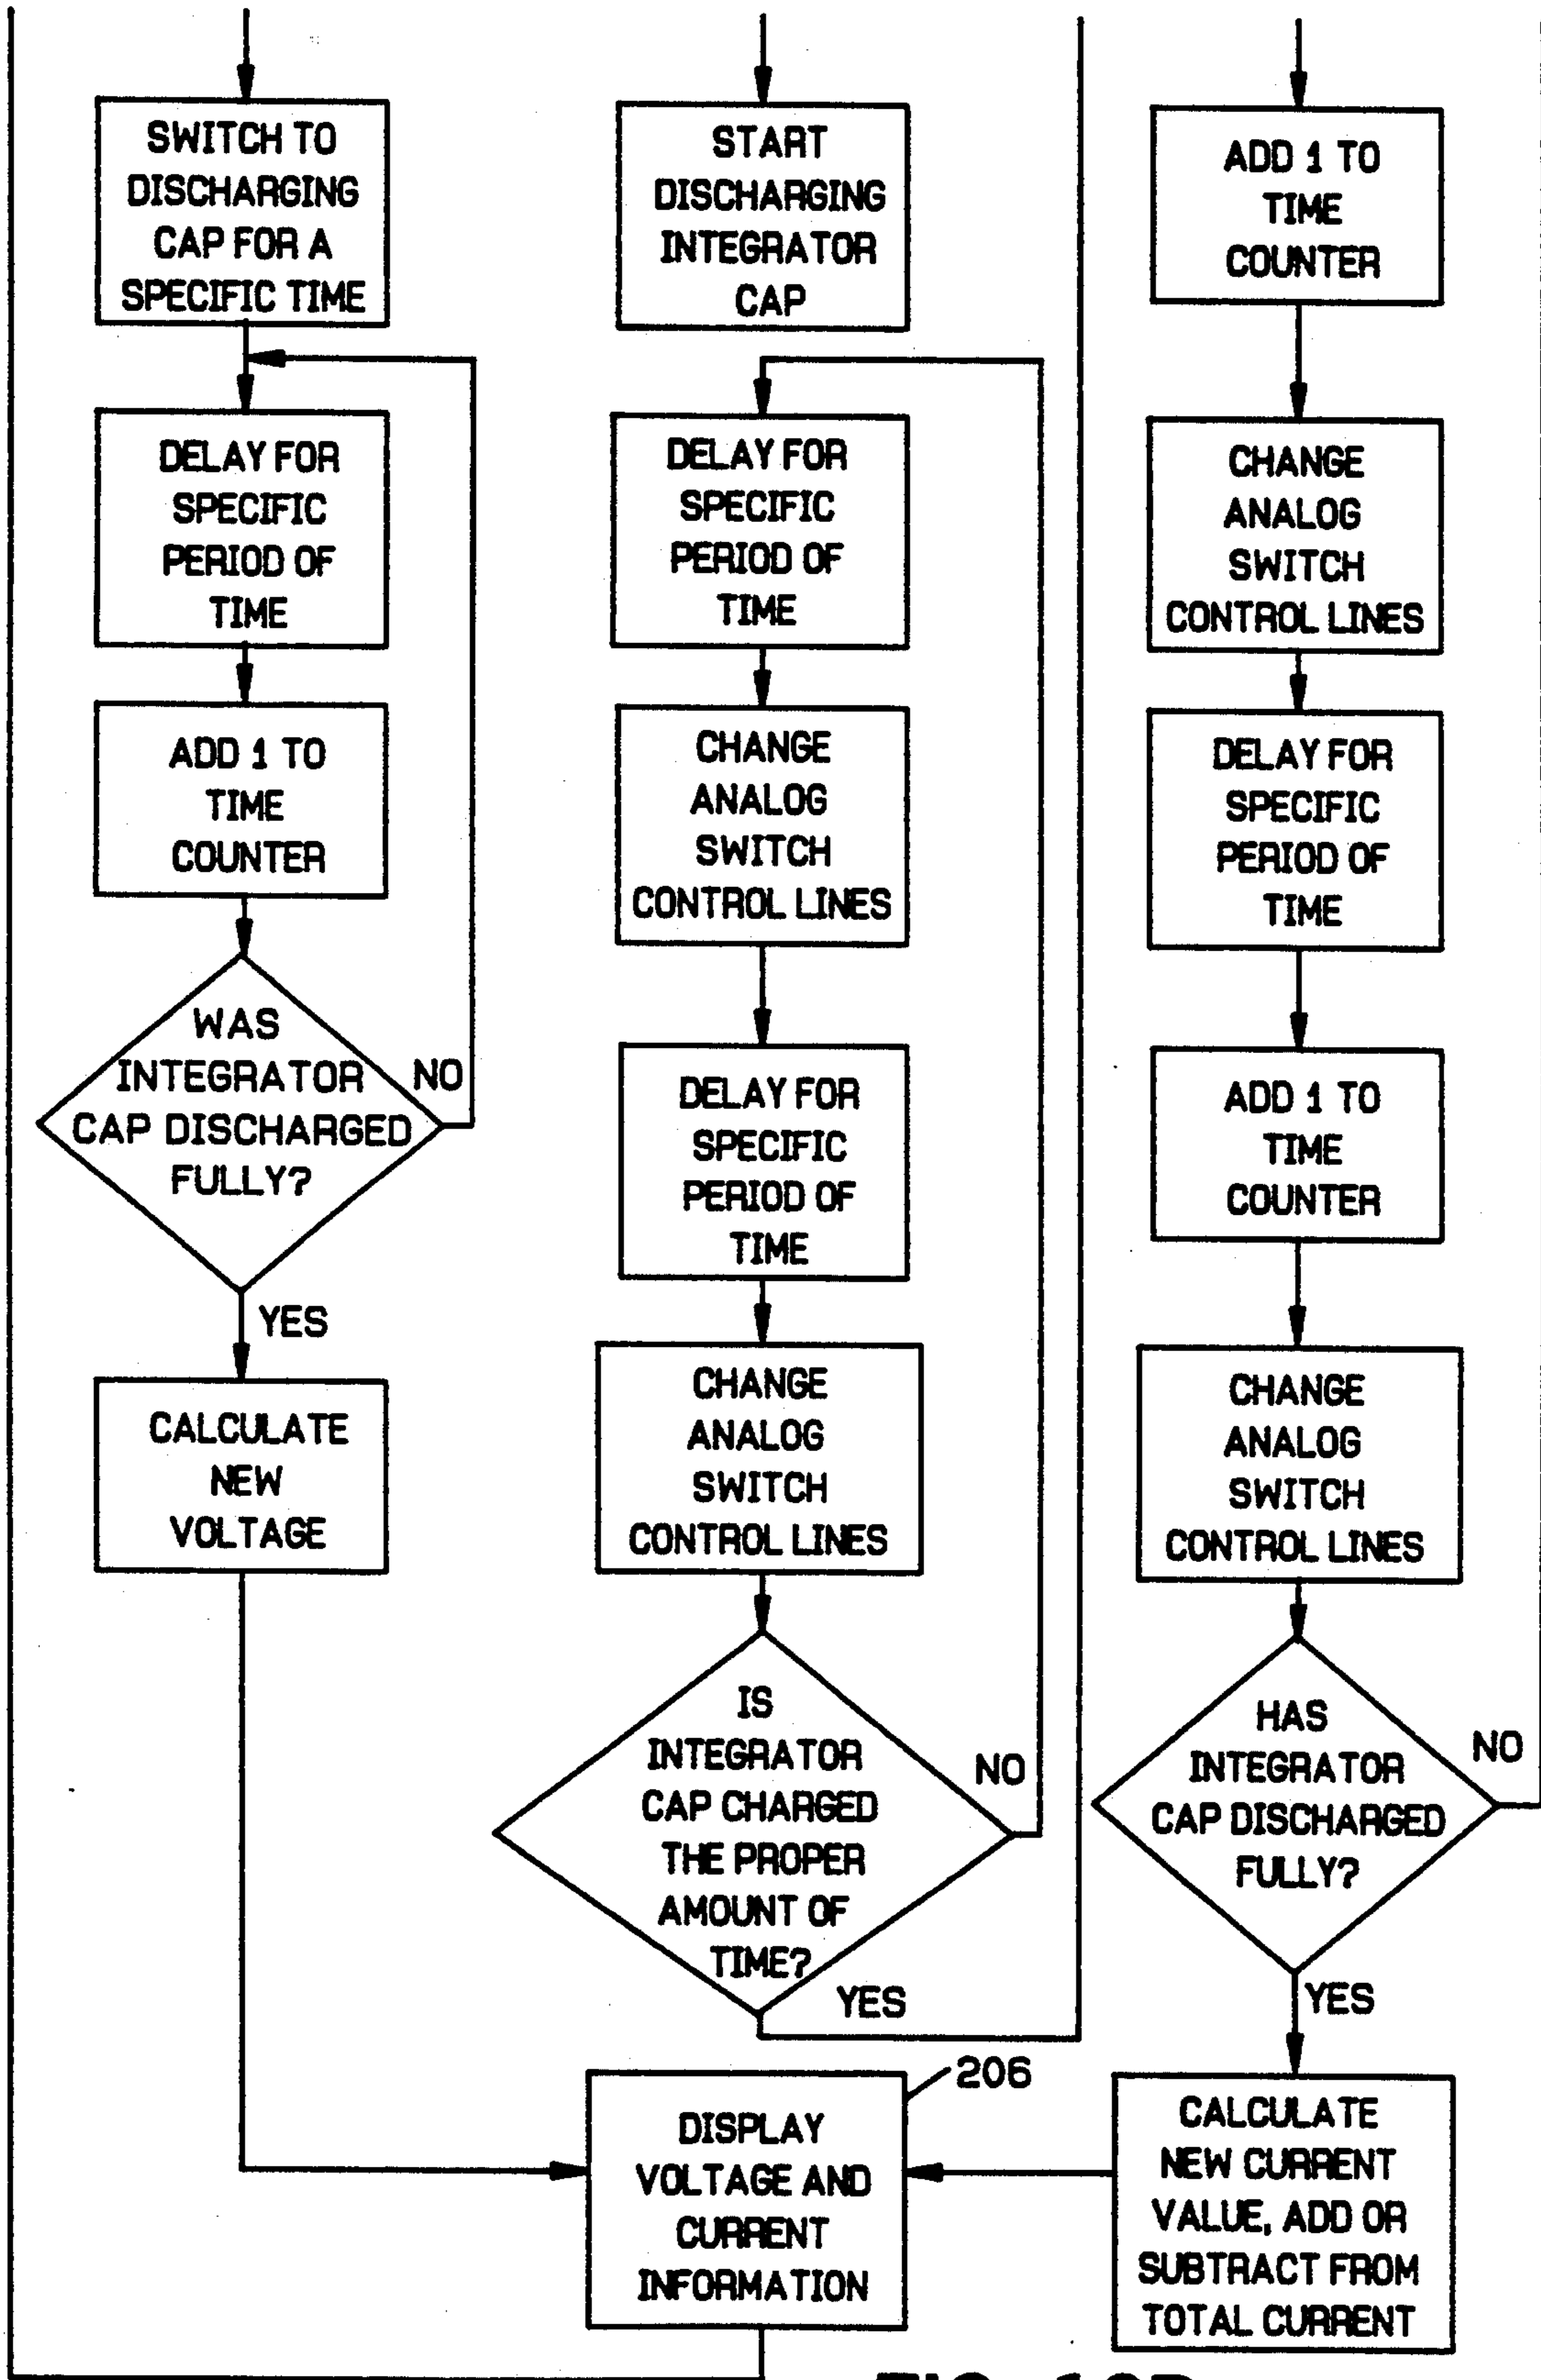 SWITCH TO
DISCHARGING
CAP FOR A
SPECIFIC TIME
DELAY FOR
SPECIFIC
PERIOD OF
TIME
ADD 1 TO
TIME
COUNTER
WAS
INTEGRATOR
CAP DISCHARGED
FULLY?
NO
YES
CALCULATE
NEW
VOLTAGE
START
DISCHARGING
INTEGRATOR
CAP
DELAY FOR
SPECIFIC
PERIOD OF
TIME
CHANGE
ANALOG
SWITCH
CONTROL LINES
DELAY FOR
SPECIFIC
PERIOD OF
TIME
CHANGE
ANALOG
SWITCH
CONTROL LINES
IS
INTEGRATOR
CAP CHARGED
THE PROPER
AMOUNT OF
TIME?
NO
YES
206
DISPLAY
VOLTAGE AND
CURRENT
INFORMATION
ADD 1 TO
TIME
COUNTER
CHANGE
ANALOG
SWITCH
CONTROL LINES
DELAY FOR
SPECIFIC
PERIOD OF
TIME
ADD 1 TO
TIME
COUNTER
CHANGE
ANALOG
SWITCH
CONTROL LINES
HAS
INTEGRATOR
CAP DISCHARGED
FULLY?
NO
YES
CALCULATE
NEW CURRENT
VALUE, ADD OR
SUBTRACT FROM
TOTAL CURRENT